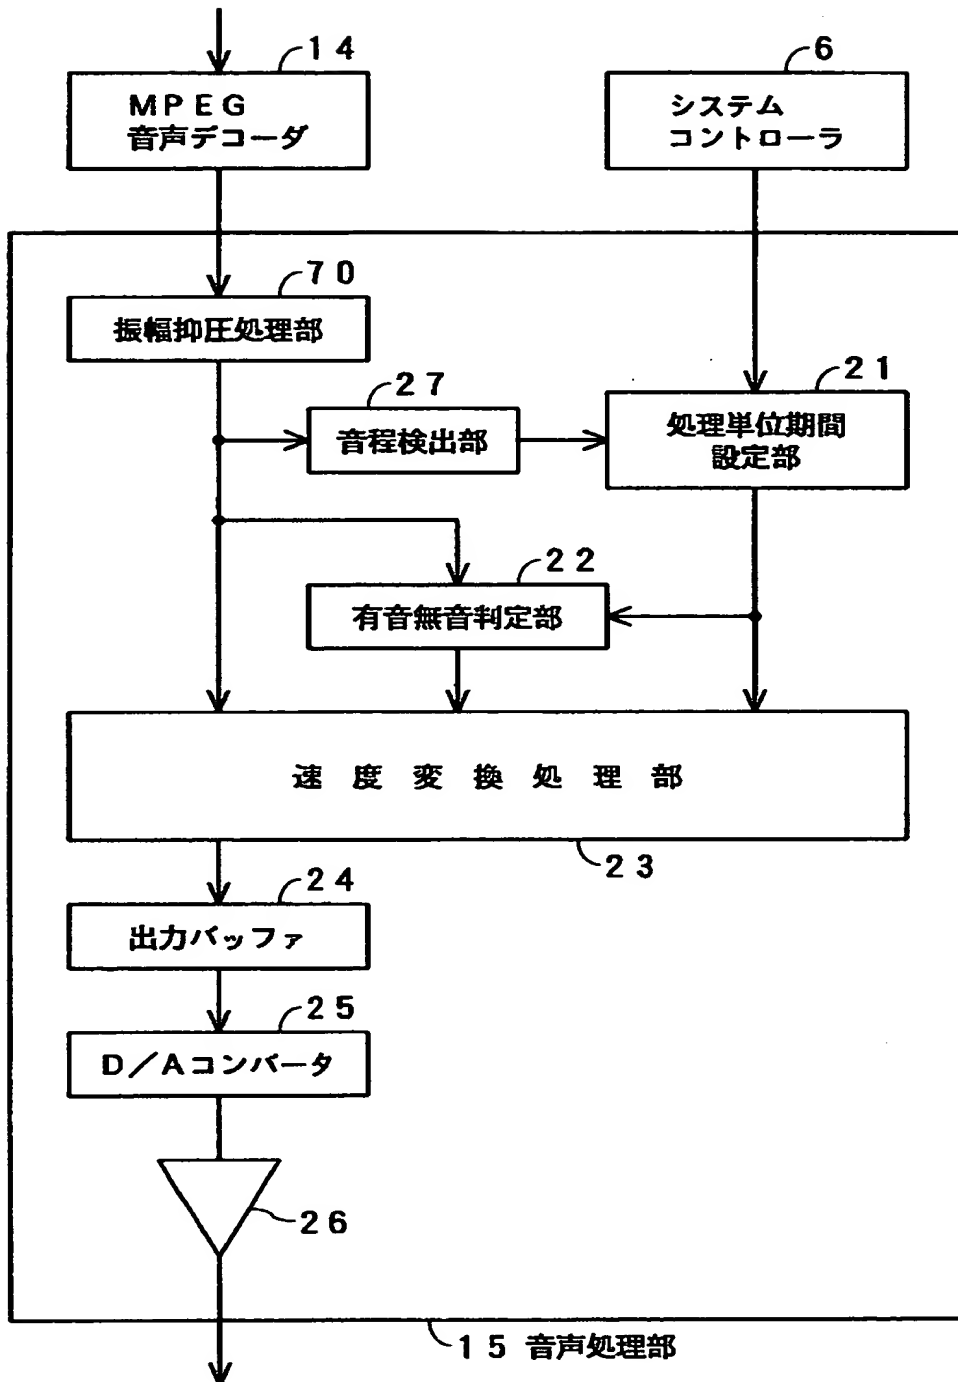 14
MPEG
音声デコーダ
6
システム
コントローラ
70
振幅抑圧処理部
27
音程検出部
21
処理単位期間
設定部
22
有音無音判定部
速度変換処理部
23
24
出力バッファ
25
D/Aコンバータ
26
15 音声処理部